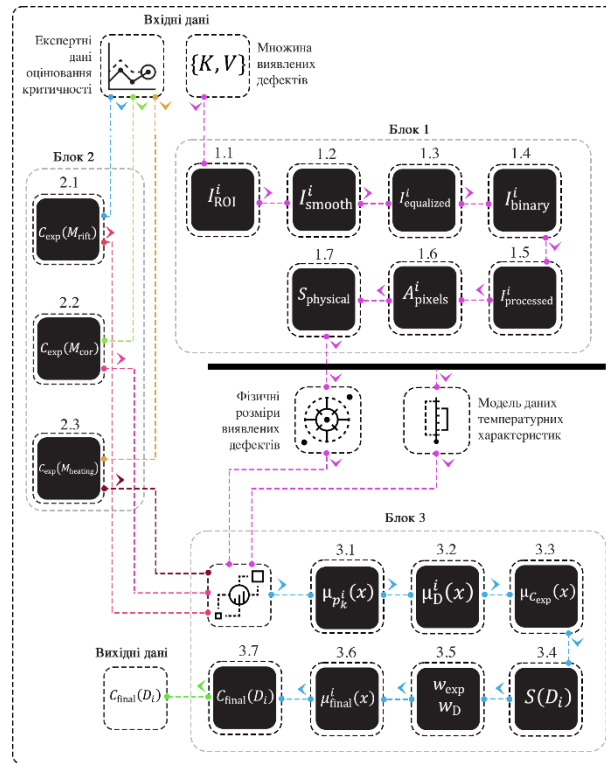 Вхідні дані
Експертні
дані
оцінювання
критичності
{K, V}
Множина
виявлених
дефектів
Блок 1
1.1
1.2
1.3
1.4
I^i_ROI
I^i_smooth
I^i_equalized
I^i_binary
1.7
1.6
1.5
S_physical
A^i_pixels
I^i_processed
Блок 2
2.1
C_exp(M_rift)
2.2
C_exp(M_cor)
2.3
C_exp(M_heating)
Фізичні
розміри
виявлених
дефектів
Модель даних
температурних
характеристик
Блок 3
3.1
3.2
3.3
μ_{p^i_k}(x)
μ^i_D(x)
μ_{C_exp}(x)
3.7
3.6
3.5
3.4
C_final(D_i)
μ^i_final(x)
w_exp
w_D
S(D_i)
Вихідні дані
C_final(D_i)